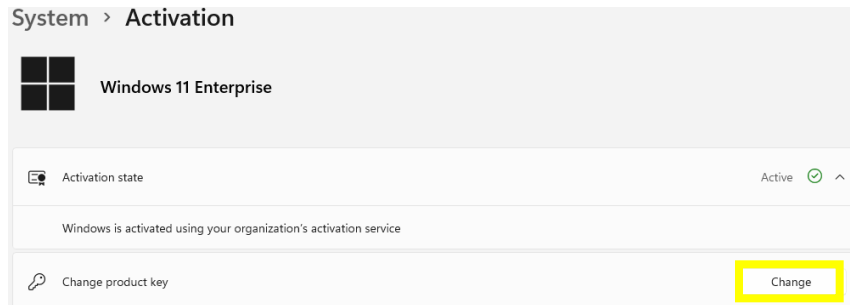 System > Activation
Windows 11 Enterprise
Activation state Active
Windows is activated using your organization's activation service
Change product key Change